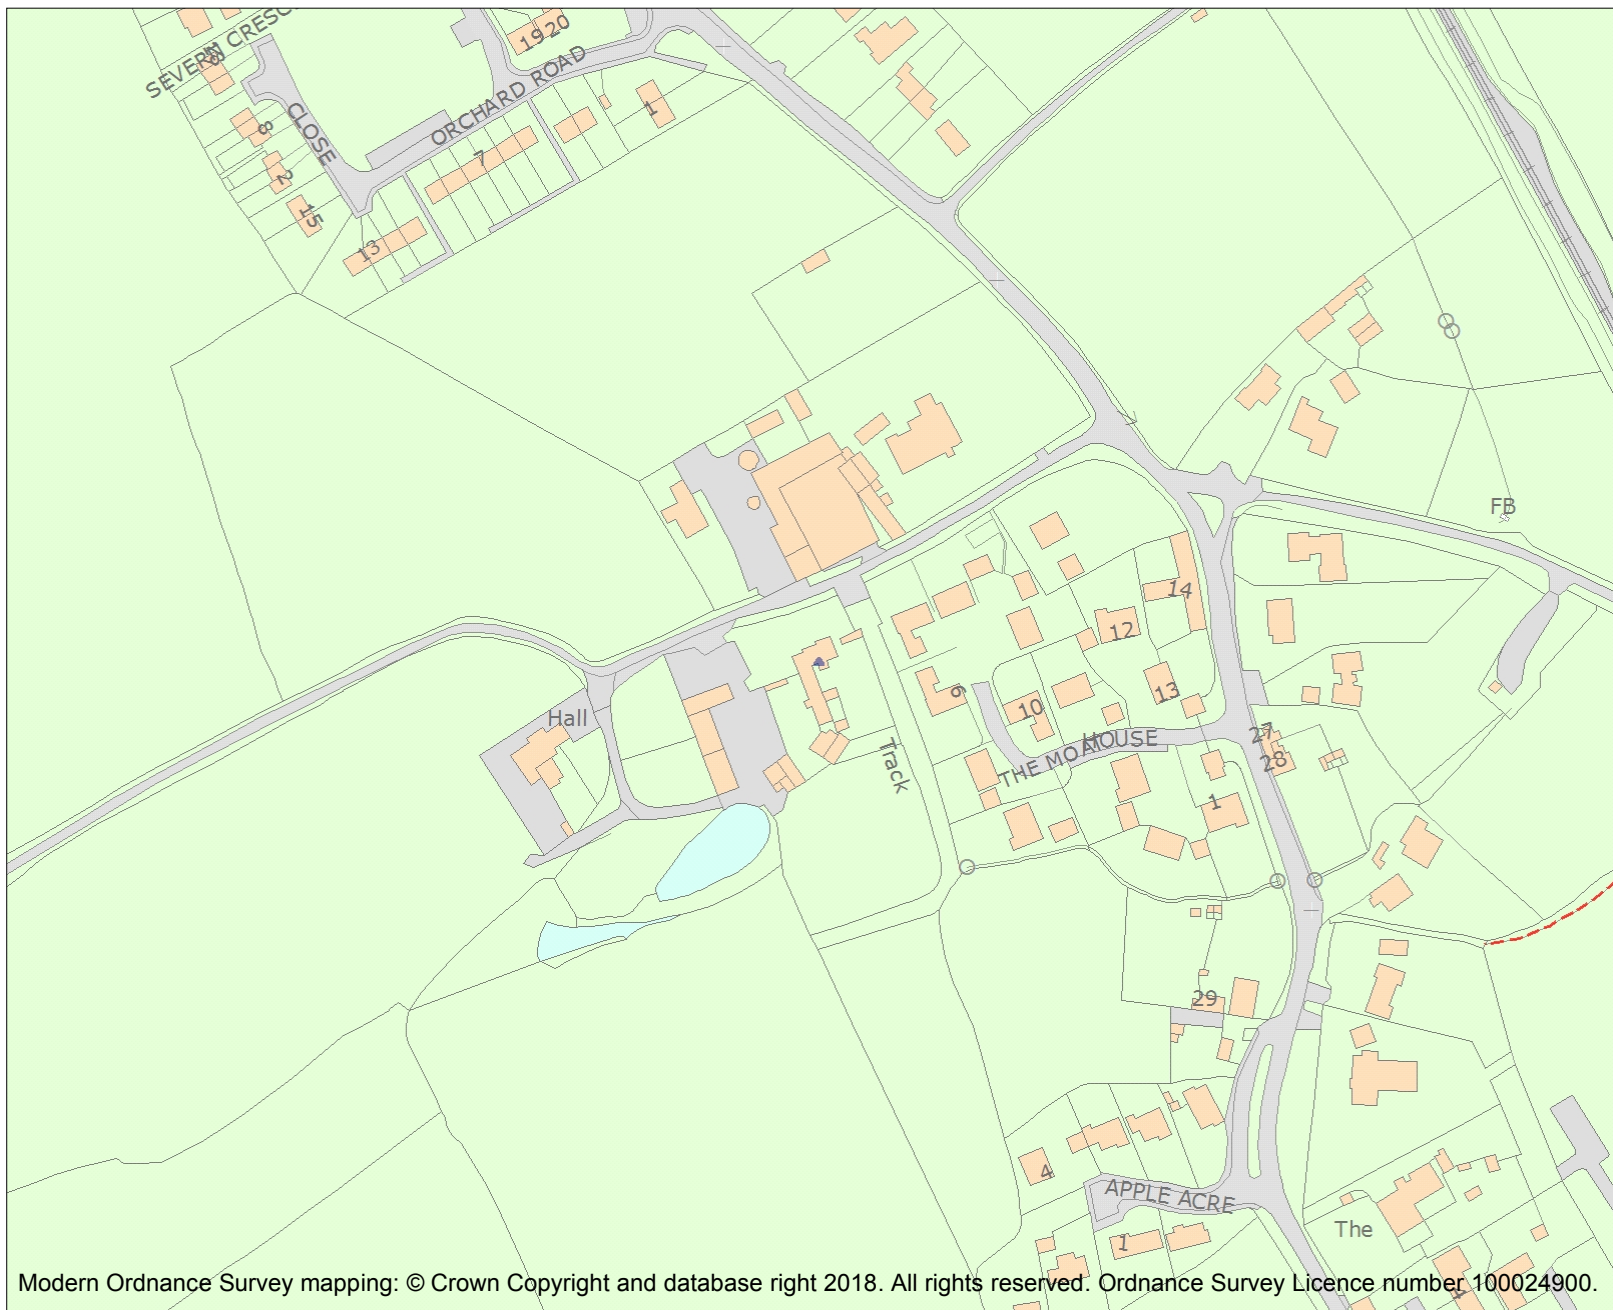 SEVERN CRESC
19 20
ORCHARD ROAD
CLOSE
1
8
7
2
15
13
FB
14
12
6
10
13
Hall
27
THE MOAT HOUSE
28
Track
1
29
4
APPLE ACRE
The
1
Modern Ordnance Survey mapping: © Crown Copyright and database right 2018. All rights reserved. Ordnance Survey Licence number 100024900.